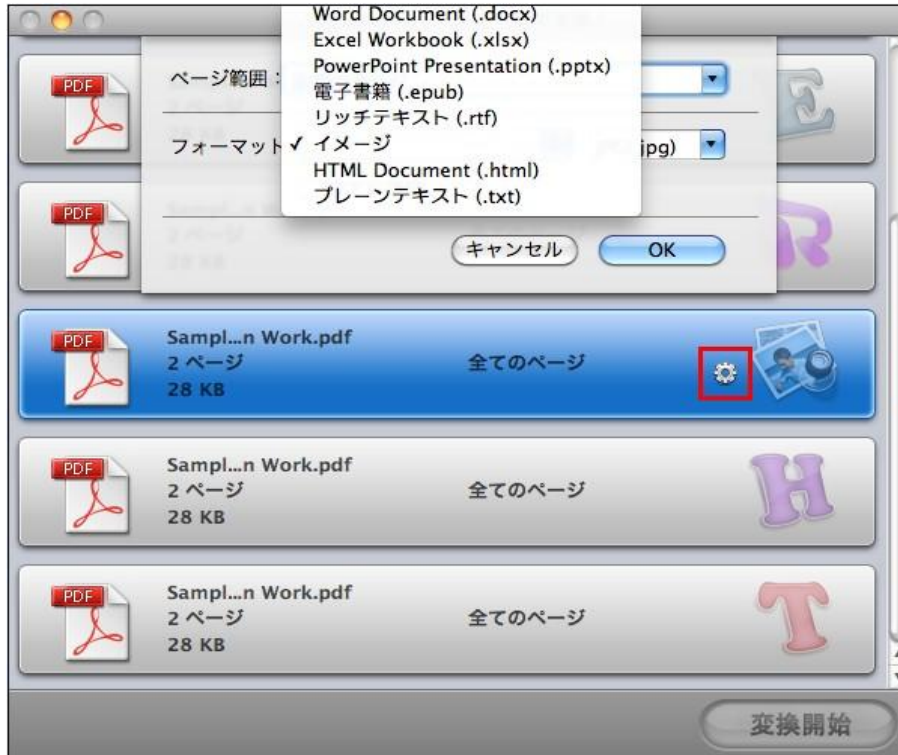 Word Document (.docx)
Excel Workbook (.xlsx)
PowerPoint Presentation (.pptx)
電子書籍 (.epub)
リッチテキスト (.rtf)
✓ イメージ
HTML Document (.html)
プレーンテキスト (.txt)
ページ範囲：
フォーマット
jpg)
キャンセル
OK
PDF
E
PDF
R
PDF
Sampl...n Work.pdf
2 ページ
全てのページ
28 KB
PDF
Sampl...n Work.pdf
2 ページ
全てのページ
28 KB
H
PDF
Sampl...n Work.pdf
2 ページ
全てのページ
28 KB
T
変換開始